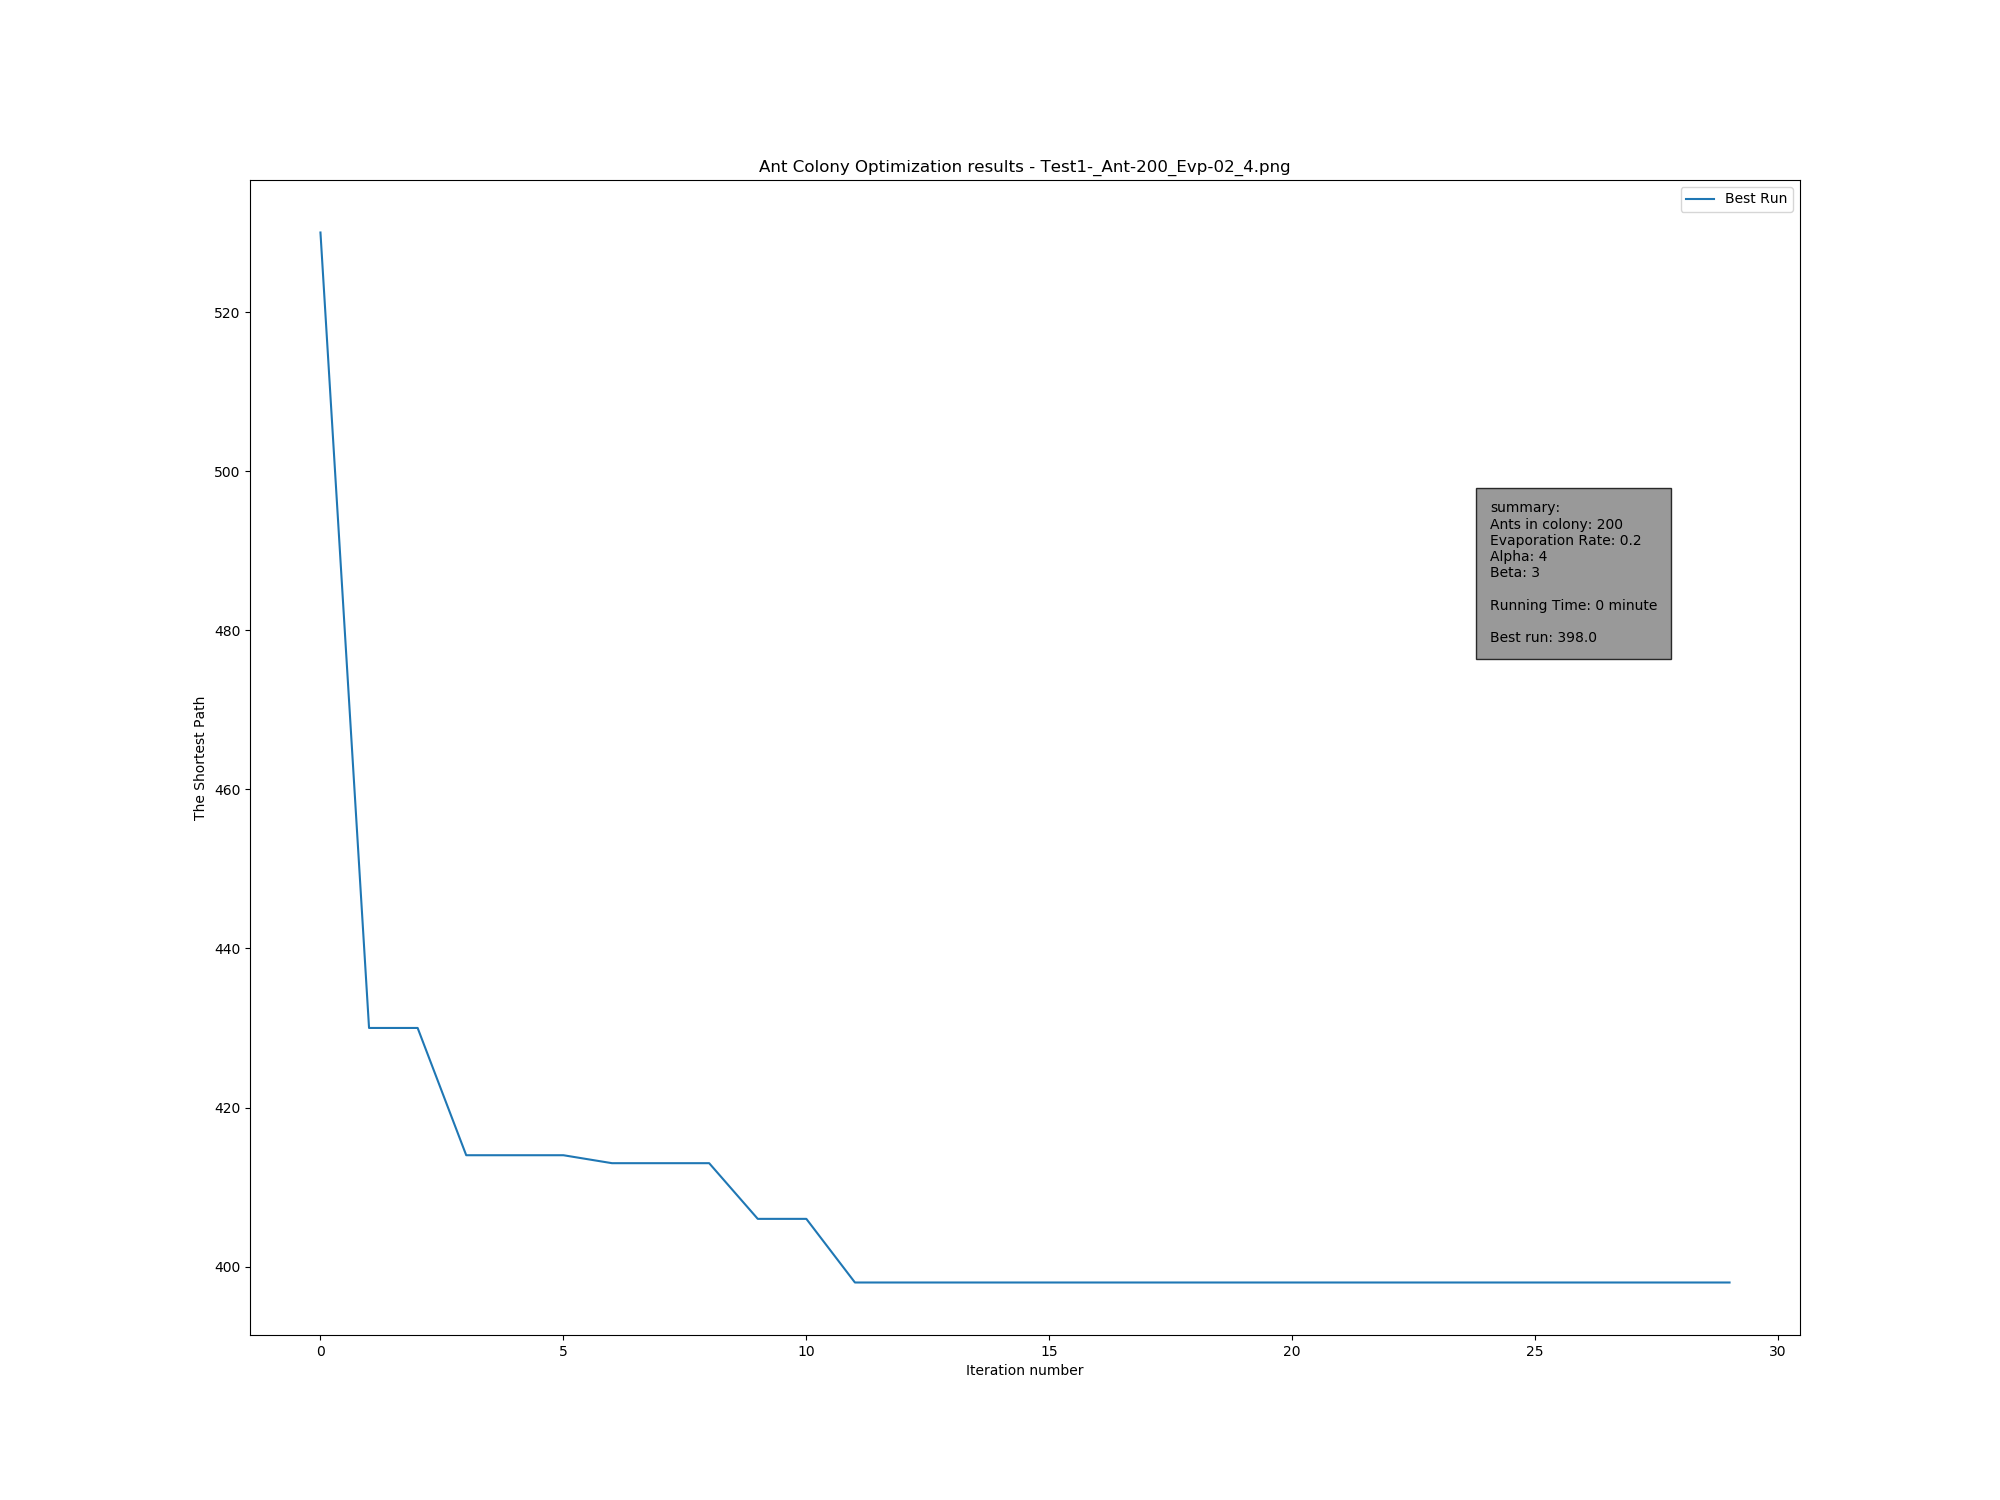 Ant Colony Optimization results - Test1-_Ant-200_Evp-02_4.png
Best Run
520
500
480
460
440
420
400
The Shortest Path
summary:
Ants in colony: 200
Evaporation Rate: 0.2
Alpha: 4
Beta: 3
Running Time: 0 minute
Best run: 398.0
0 5 10 15 20 25 30
Iteration number